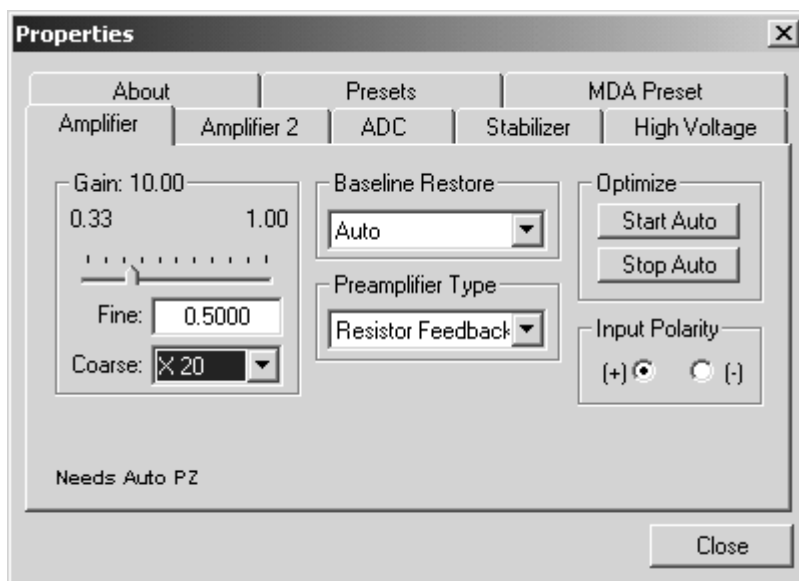 Properties
About Presets MDA Preset
Amplifier Amplifier 2 ADC Stabilizer High Voltage
Gain: 10.00
0.33 1.00
Fine: 0.5000
Coarse: X 20
Baseline Restore
Auto
Preamplifier Type
Resistor Feedback
Optimize
Start Auto
Stop Auto
Input Polarity
(+) (-)
Needs Auto PZ
Close